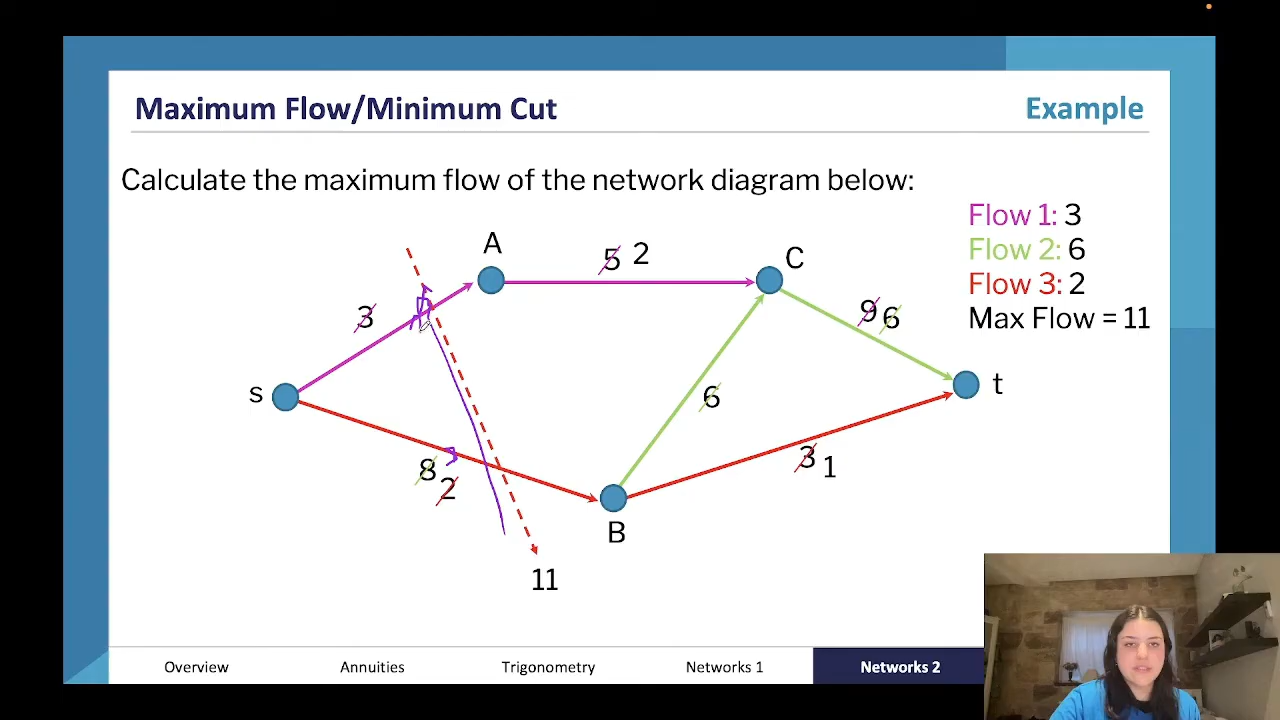 Maximum Flow/Minimum Cut
Example
Calculate the maximum flow of the network diagram below:
Flow 1: 3
Flow 2: 6
Flow 3: 2
Max Flow = 11
A
5 2
C
3
9 6
s
t
6
8
2
3 1
B
11
Overview
Annuities
Trigonometry
Networks 1
Networks 2